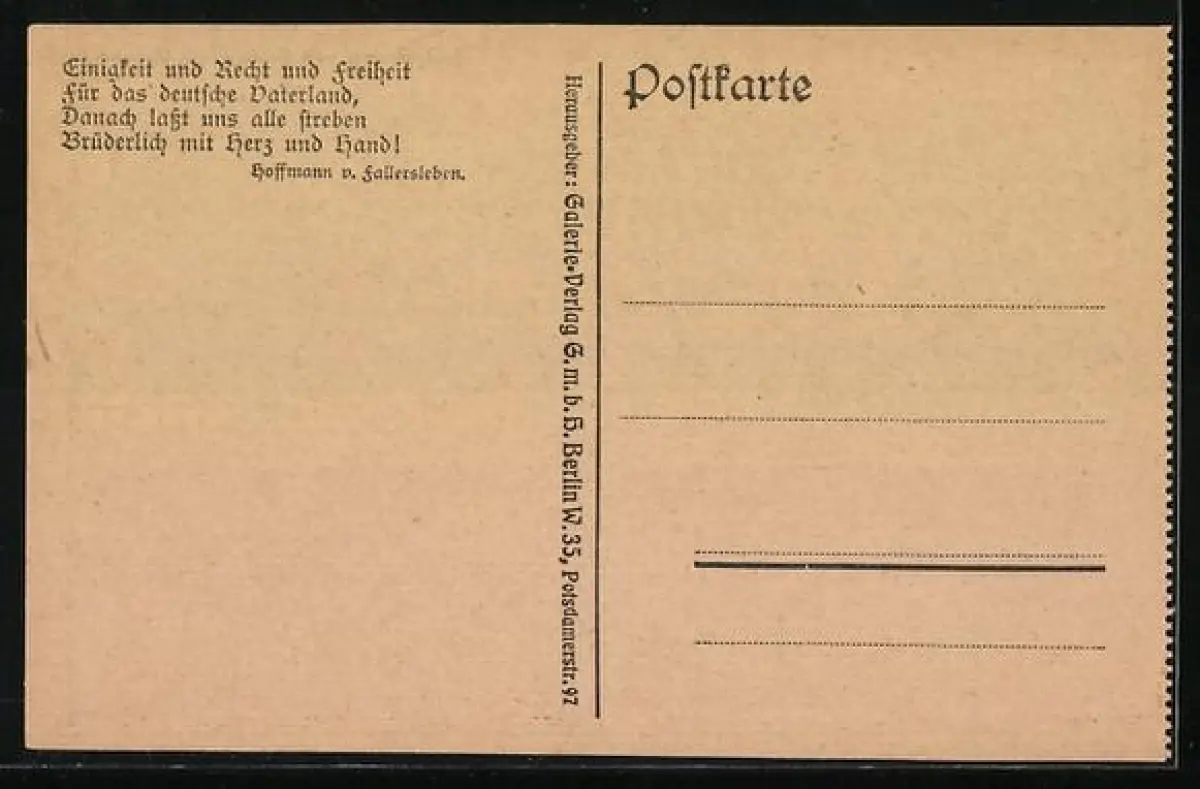 Einigkeit und Recht und Freiheit
Für das deutsche Vaterland,
Danach laßt uns alle streben
Brüderlich mit Herz und Hand!
Hoffmann v. Fallersleben.
Herausgeber: Galerie-Verlag G. m. b. H. Berlin W. 35, Potsdamerstr. 97
Postkarte